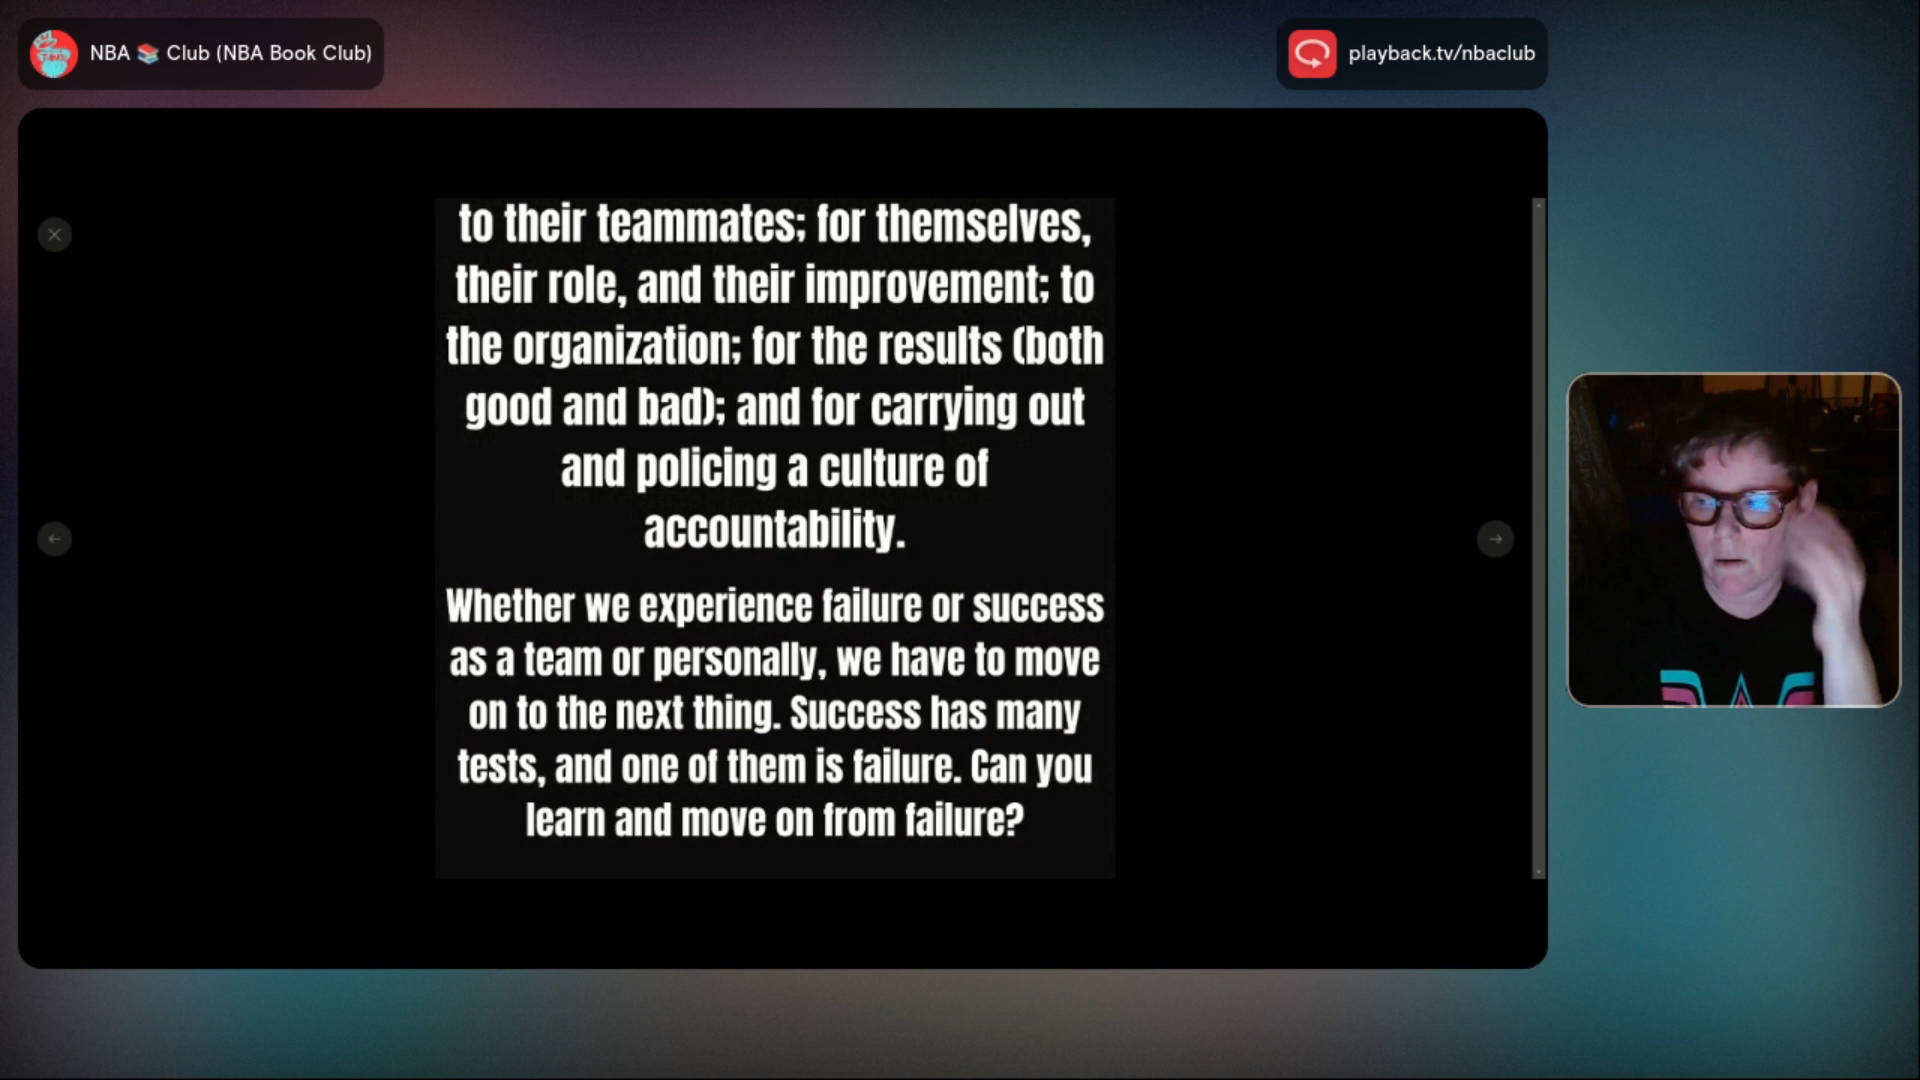 NBA 📚 Club (NBA Book Club)
playback.tv/nbaclub
to their teammates; for themselves,
their role, and their improvement; to
the organization; for the results (both
good and bad); and for carrying out
and policing a culture of
accountability.
Whether we experience failure or success
as a team or personally, we have to move
on to the next thing. Success has many
tests, and one of them is failure. Can you
learn and move on from failure?